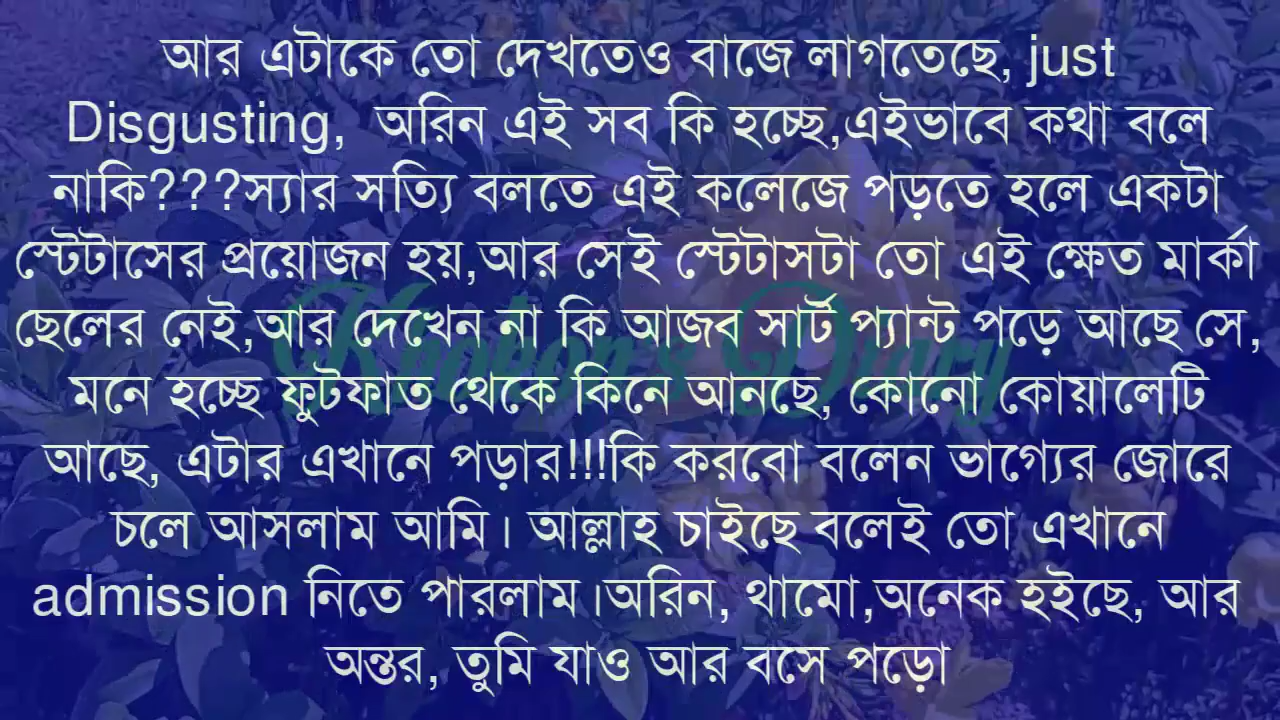 আর এটাকে তো দেখতেও বাজে লাগতেছে, just
Disgusting, অরিন এই সব কি হচ্ছে,এইভাবে কথা বলে
নাকি???স্যার সত্যি বলতে এই কলেজে পড়তে হলে একটা
স্টেটাসের প্রয়োজন হয়,আর সেই স্টেটাসটা তো এই ক্ষেত মার্কা
ছেলের নেই,আর দেখেন না কি আজব সার্ট প্যান্ট পড়ে আছে সে,
মনে হচ্ছে ফুটফাত থেকে কিনে আনছে, কোনো কোয়ালেটি
আছে, এটার এখানে পড়ার!!!কি করবো বলেন ভাগ্যের জোরে
চলে আসলাম আমি। আল্লাহ চাইছে বলেই তো এখানে
admission নিতে পারলাম।অরিন, থামো,অনেক হইছে, আর
অন্তর, তুমি যাও আর বসে পড়ো